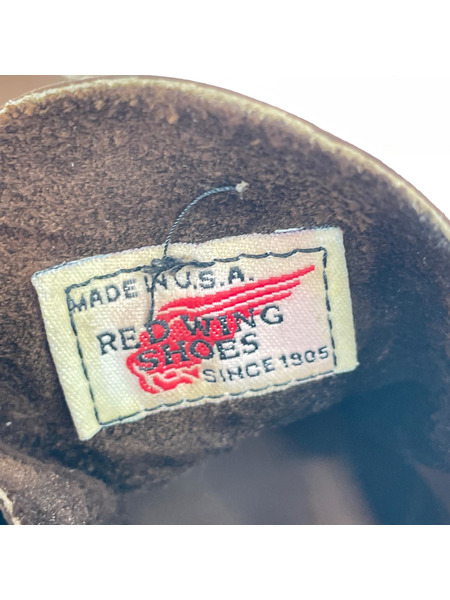 MADE IN U.S.A.
RED WING
SHOES
SINCE 1905